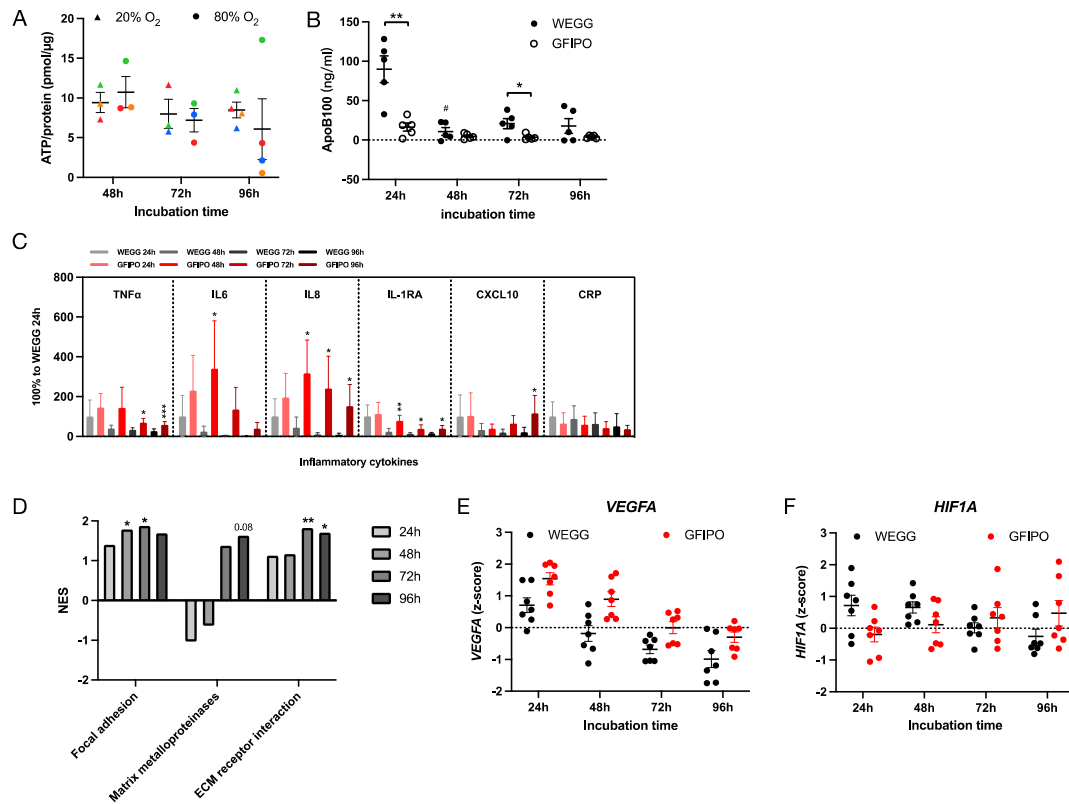 A
20% O2
80% O2
ATP/protein (pmol/µg)
20
15
10
5
0
48h
72h
96h
Incubation time
B
WEGG
GFIPO
**
*
#
ApoB100 (ng/ml)
150
100
50
0
-50
24h
48h
72h
96h
incubation time
C
WEGG 24h
WEGG 48h
WEGG 72h
WEGG 96h
GFIPO 24h
GFIPO 48h
GFIPO 72h
GFIPO 96h
100% to WEGG 24h
800
600
400
200
0
TNFα
IL6
IL8
IL-1RA
CXCL10
CRP
*
***
*
*
*
*
**
*
*
*
Inflammatory cytokines
D
NES
2
1
0
-1
-2
*
*
0.08
**
*
Focal adhesion
Matrix metalloproteinases
ECM receptor interaction
24h
48h
72h
96h
E
VEGFA
WEGG
GFIPO
VEGFA (z-score)
3
2
1
0
-1
-2
24h
48h
72h
96h
Incubation time
F
HIF1A
WEGG
GFIPO
HIF1A (z-score)
3
2
1
0
-1
-2
24h
48h
72h
96h
Incubation time